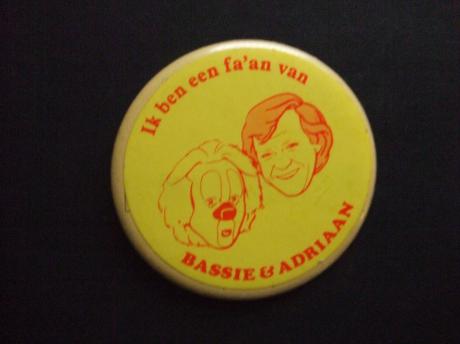 Ik ben een fa'an van
BASSIE & ADRIAAN